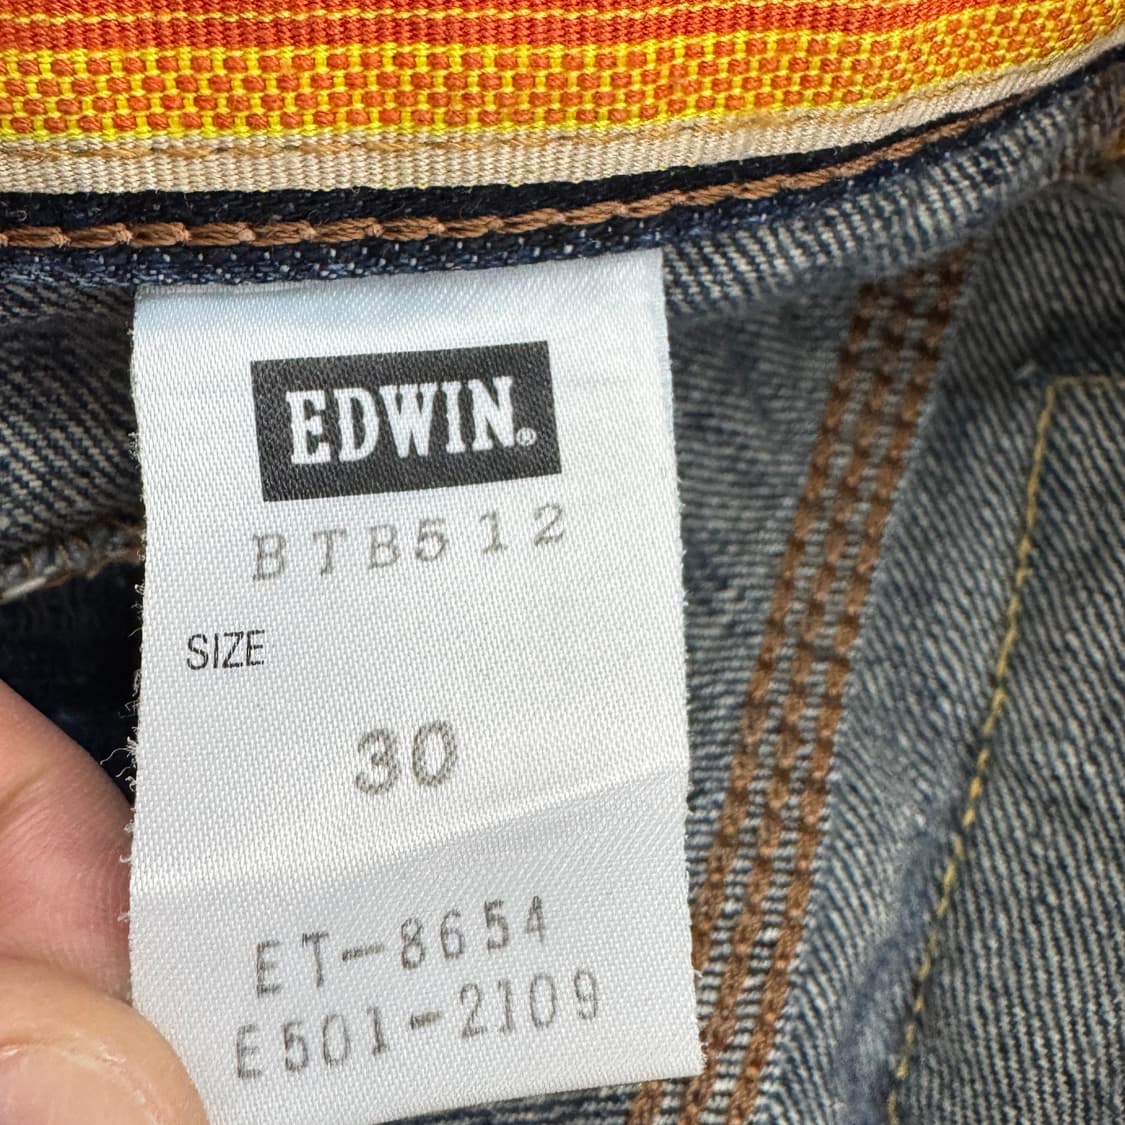 EDWIN®
BTB512
SIZE
30
ET-8654
E501-2109